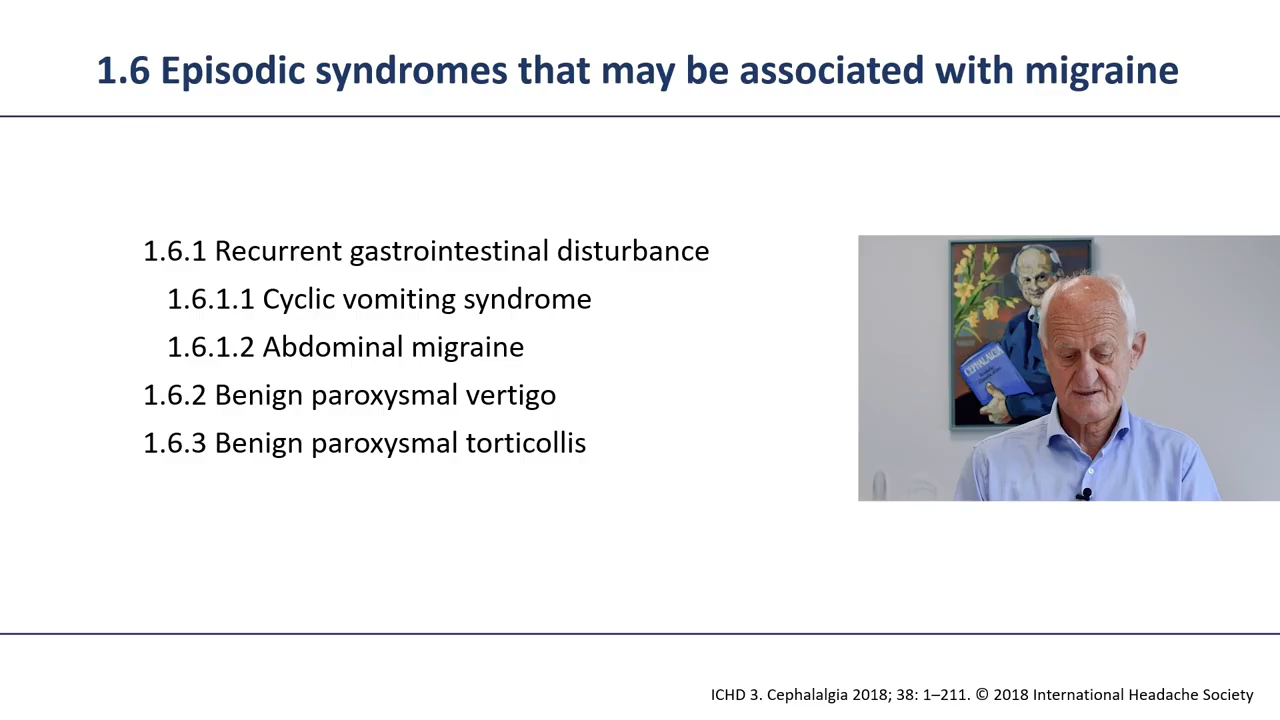 1.6 Episodic syndromes that may be associated with migraine
1.6.1 Recurrent gastrointestinal disturbance
1.6.1.1 Cyclic vomiting syndrome
1.6.1.2 Abdominal migraine
1.6.2 Benign paroxysmal vertigo
1.6.3 Benign paroxysmal torticollis
CEPHALALGIA
ICHD 3. Cephalalgia 2018; 38: 1–211. © 2018 International Headache Society